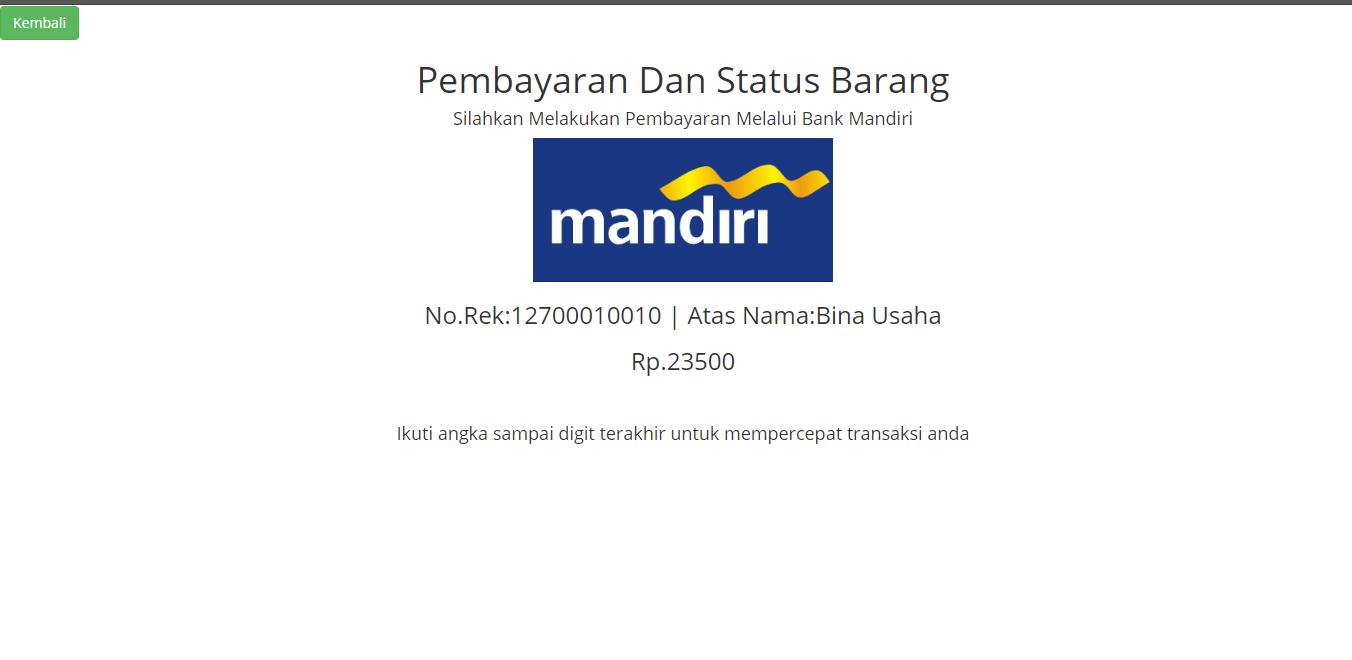 Kembali
Pembayaran Dan Status Barang
Silahkan Melakukan Pembayaran Melalui Bank Mandiri
mandiri
No.Rek:12700010010 | Atas Nama:Bina Usaha
Rp.23500
Ikuti angka sampai digit terakhir untuk mempercepat transaksi anda